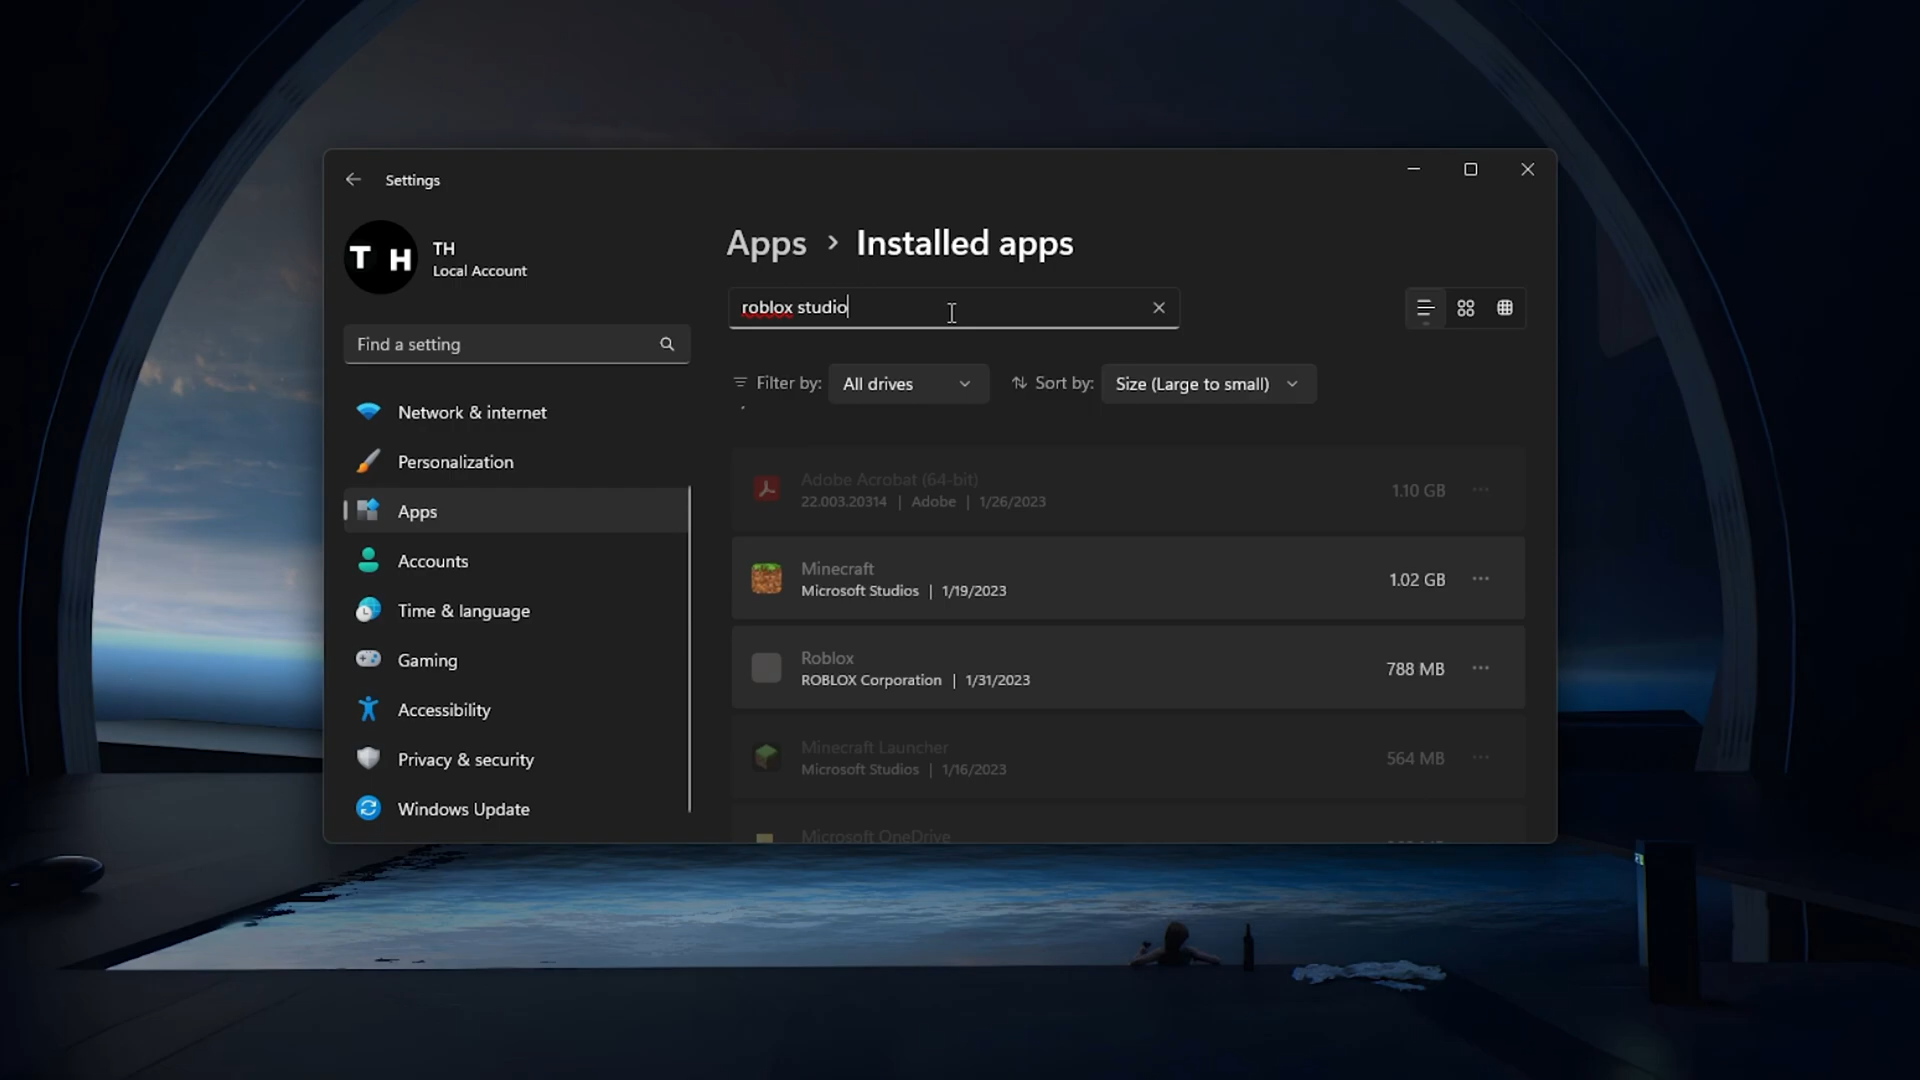 Settings
TH
TH
Local Account
Find a setting
Network & internet
Personalization
Apps
Accounts
Time & language
Gaming
Accessibility
Privacy & security
Windows Update
Apps > Installed apps
roblox studio
Filter by: All drives Sort by: Size (Large to small)
Adobe Acrobat (64-bit)
22.003.20314 | Adobe | 1/26/2023
1.10 GB
Minecraft
Microsoft Studios | 1/19/2023
1.02 GB
Roblox
ROBLOX Corporation | 1/31/2023
788 MB
Minecraft Launcher
Microsoft Studios | 1/16/2023
564 MB
Microsoft OneDrive